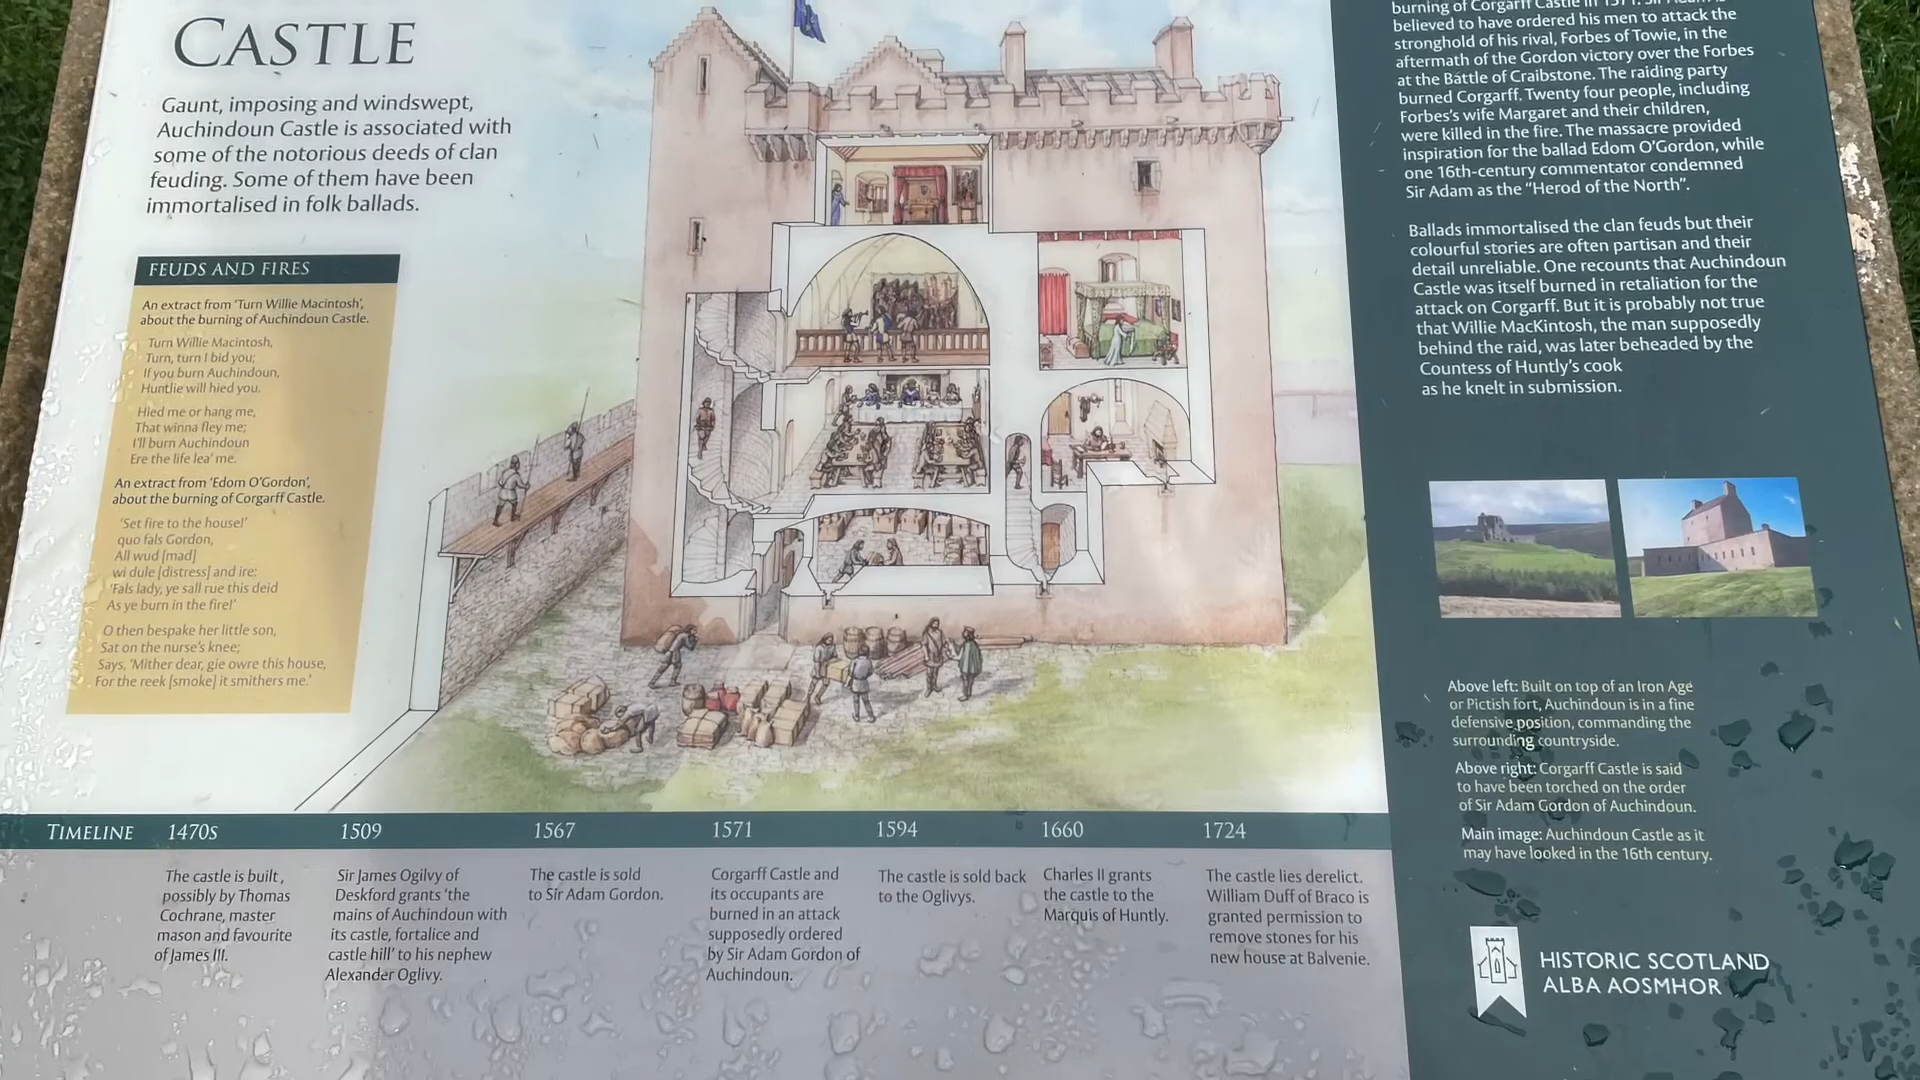 CASTLE
Gaunt, imposing and windswept,
Auchindoun Castle is associated with
some of the notorious deeds of clan
feuding. Some of them have been
immortalised in folk ballads.
FEUDS AND FIRES
An extract from 'Turn Willie Macintosh',
about the burning of Auchindoun Castle.
Turn Willie Macintosh,
Turn, turn I bid you;
If you burn Auchindoun,
Huntlie will hied you.
Hied me or hang me,
That winna fley me;
I'll burn Auchindoun
Ere the life lea' me.
An extract from 'Edom O'Gordon',
about the burning of Corgarff Castle.
'Set fire to the house!'
quo fals Gordon,
All wud [mad]
wi dule [distress] and ire:
'Fals lady, ye sall rue this deid
As ye burn in the fire!'
O then bespake her little son,
Sat on the nurse's knee;
Says, 'Mither dear, gie owre this house,
For the reek [smoke] it smithers me.'
burning of Corgarff Castle in 1571. Sir Adam is
believed to have ordered his men to attack the
stronghold of his rival, Forbes of Towie, in the
aftermath of the Gordon victory over the Forbes
at the Battle of Craibstone. The raiding party
burned Corgarff. Twenty four people, including
Forbes's wife Margaret and their children,
were killed in the fire. The massacre provided
inspiration for the ballad Edom O'Gordon, while
one 16th-century commentator condemned
Sir Adam as the "Herod of the North".
Ballads immortalised the clan feuds but their
colourful stories are often partisan and their
detail unreliable. One recounts that Auchindoun
Castle was itself burned in retaliation for the
attack on Corgarff. But it is probably not true
that Willie MacKintosh, the man supposedly
behind the raid, was later beheaded by the
Countess of Huntly's cook
as he knelt in submission.
Above left: Built on top of an Iron Age
or Pictish fort, Auchindoun is in a fine
defensive position, commanding the
surrounding countryside.
Above right: Corgarff Castle is said
to have been torched on the order
of Sir Adam Gordon of Auchindoun.
Main image: Auchindoun Castle as it
may have looked in the 16th century.
TIMELINE
1470s
The castle is built,
possibly by Thomas
Cochrane, master
mason and favourite
of James III.
1509
Sir James Ogilvy of
Deskford grants 'the
mains of Auchindoun with
its castle, fortalice and
castle hill' to his nephew
Alexander Oglivy.
1567
The castle is sold
to Sir Adam Gordon.
1571
Corgarff Castle and
its occupants are
burned in an attack
supposedly ordered
by Sir Adam Gordon of
Auchindoun.
1594
The castle is sold back
to the Oglivys.
1660
Charles II grants
the castle to the
Marquis of Huntly.
1724
The castle lies derelict.
William Duff of Braco is
granted permission to
remove stones for his
new house at Balvenie.
HISTORIC SCOTLAND
ALBA AOSMHOR